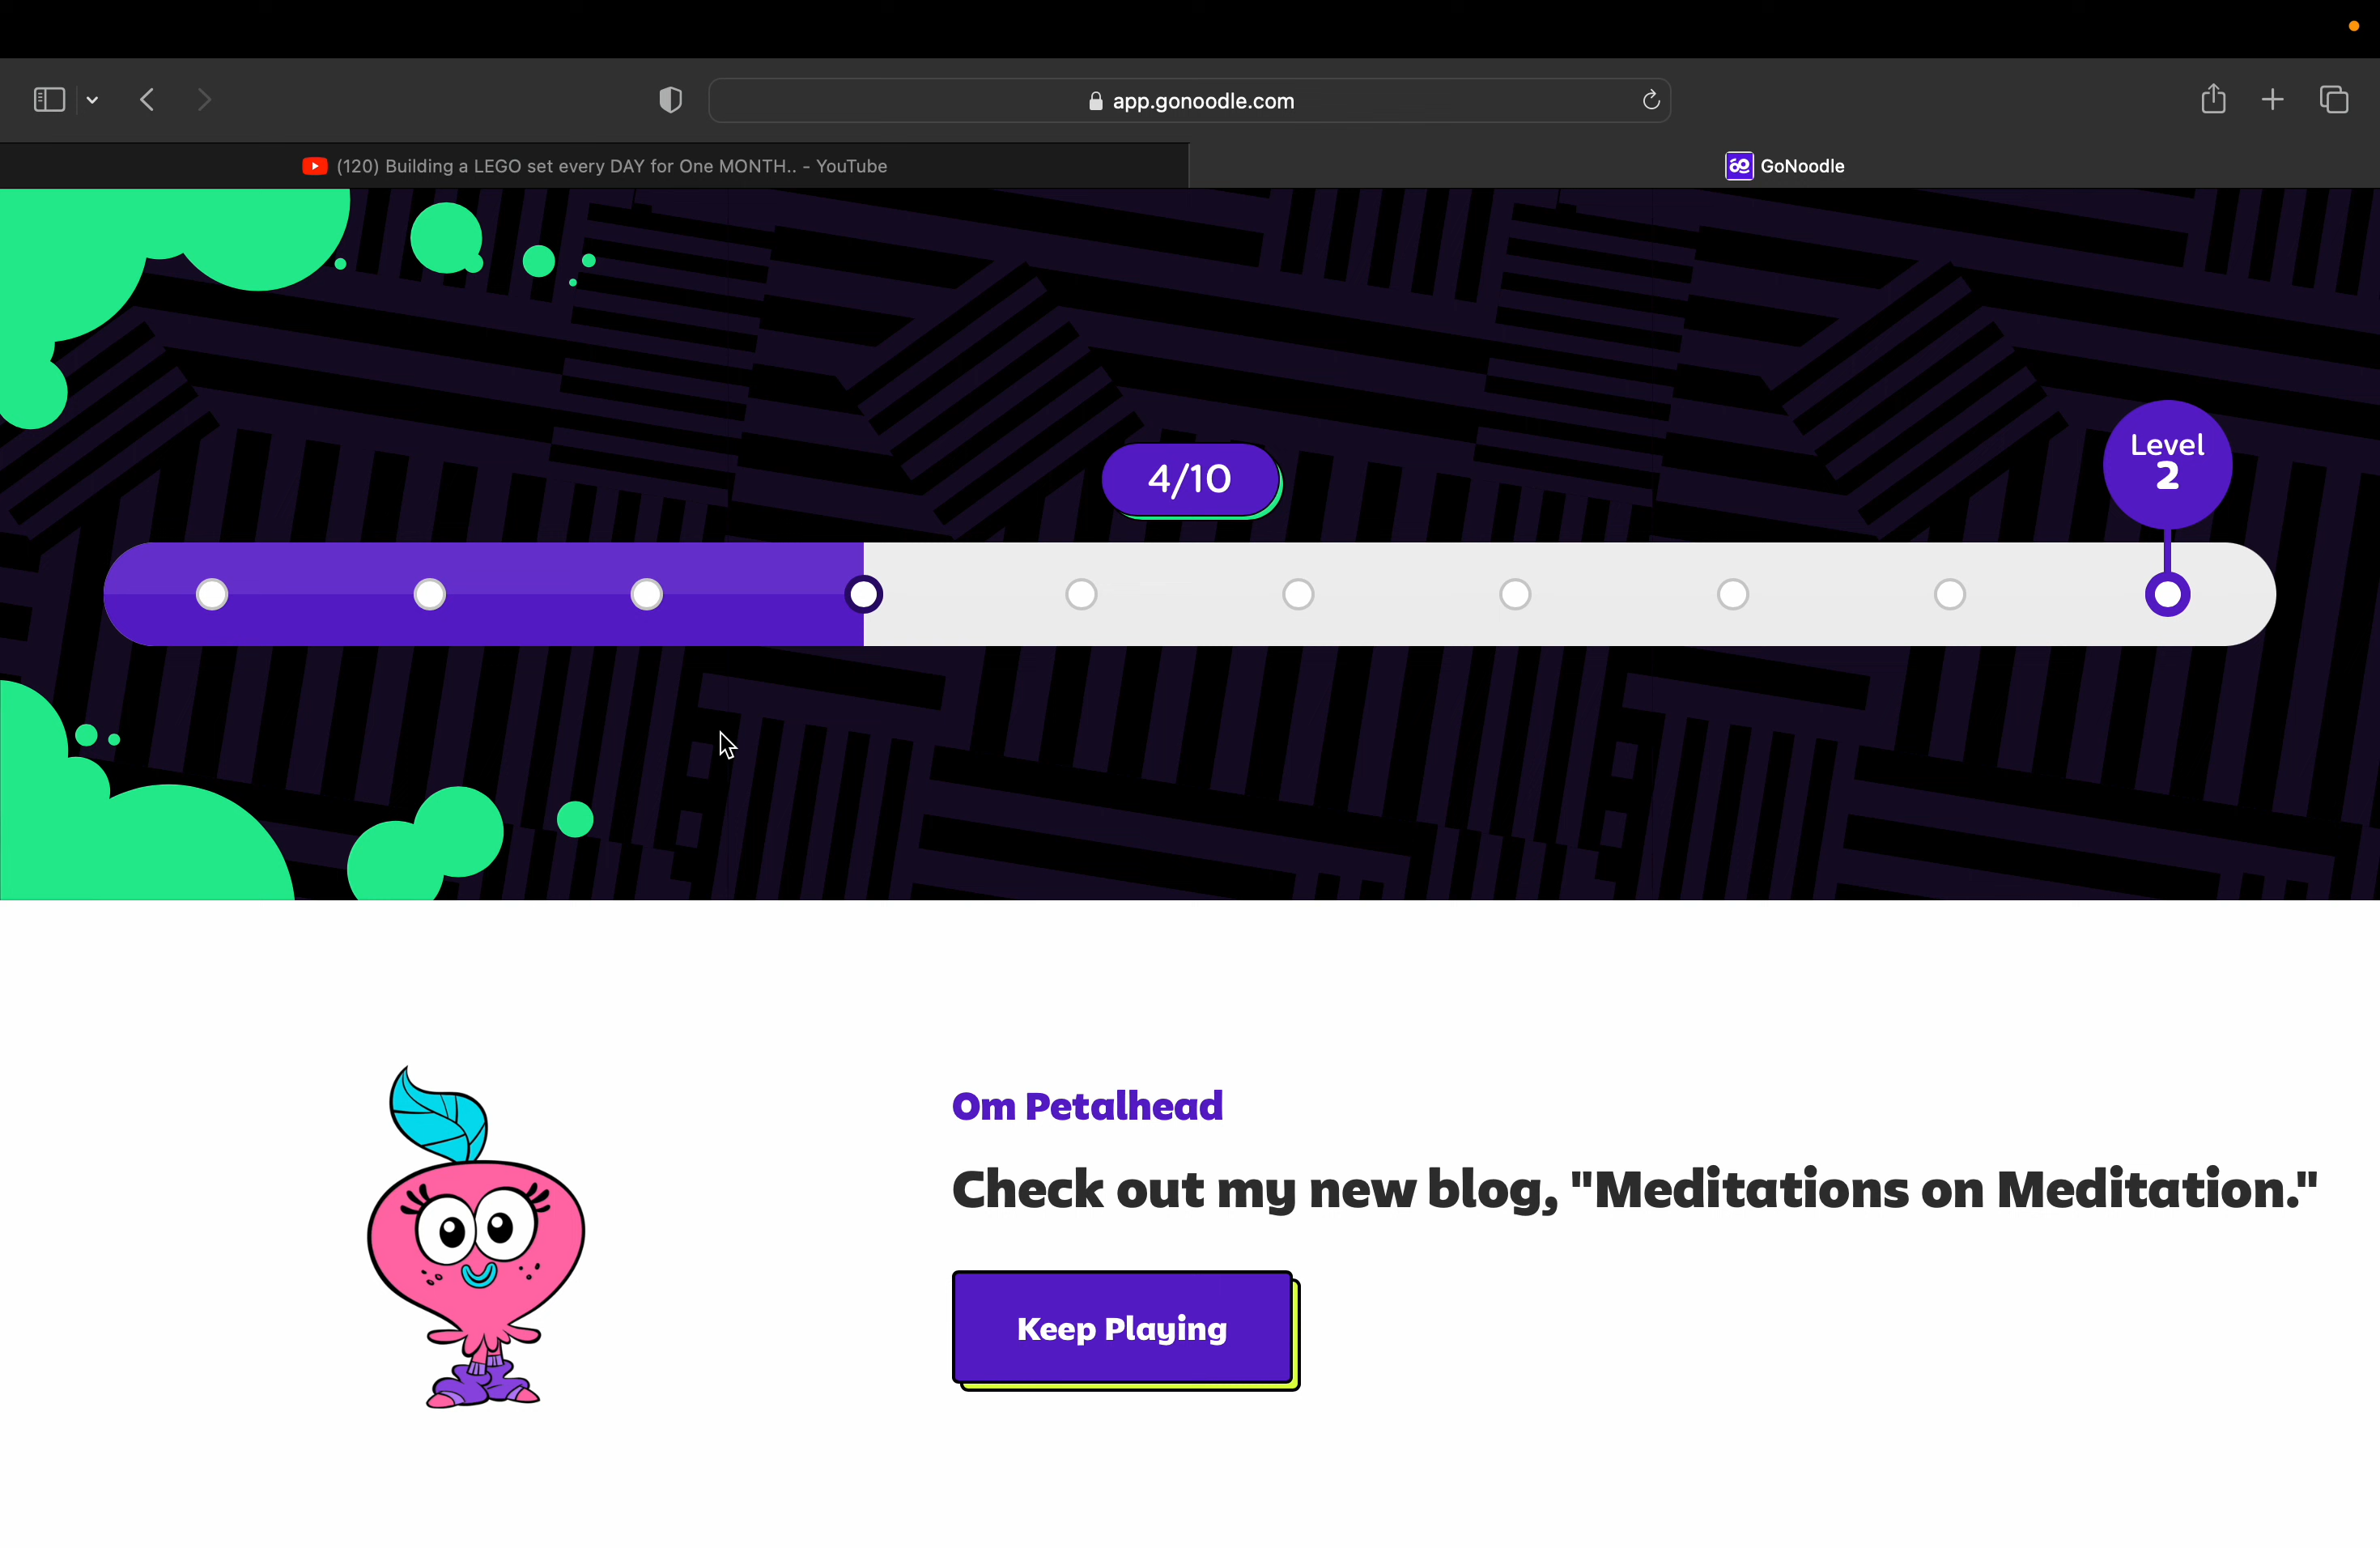 app.gonoodle.com
(120) Building a LEGO set every DAY for One MONTH.. - YouTube
GoNoodle
4/10
Level
2
Om Petalhead
Check out my new blog, "Meditations on Meditation."
Keep Playing